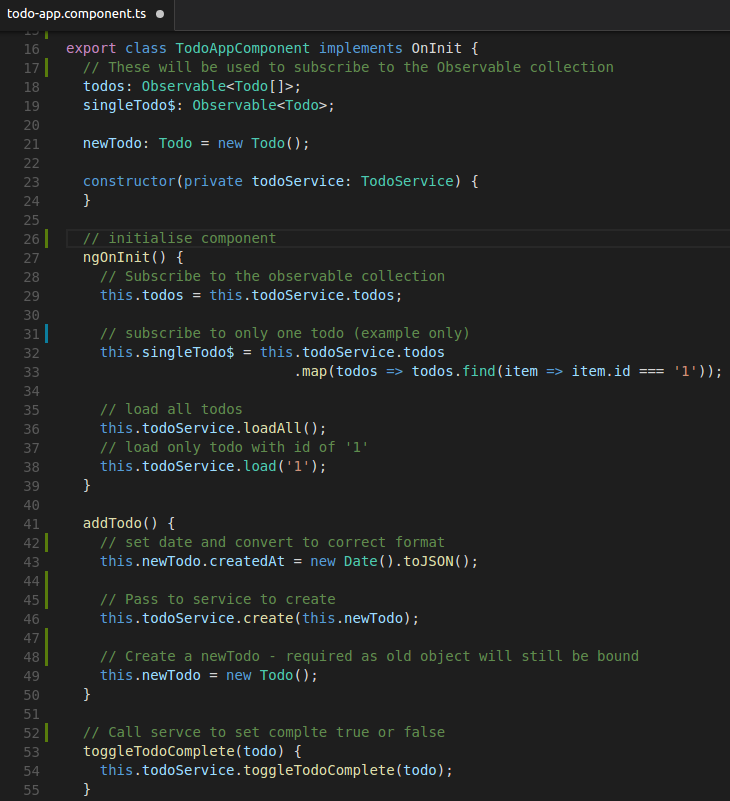 todo-app.component.ts
15
16 export class TodoAppComponent implements OnInit {
17   // These will be used to subscribe to the Observable collection
18   todos: Observable<Todo[]>;
19   singleTodo$: Observable<Todo>;
20
21   newTodo: Todo = new Todo();
22
23   constructor(private todoService: TodoService) {
24   }
25
26   // initialise component
27   ngOnInit() {
28     // Subscribe to the observable collection
29     this.todos = this.todoService.todos;
30
31     // subscribe to only one todo (example only)
32     this.singleTodo$ = this.todoService.todos
33                            .map(todos => todos.find(item => item.id === '1'));
34
35     // load all todos
36     this.todoService.loadAll();
37     // load only todo with id of '1'
38     this.todoService.load('1');
39   }
40
41   addTodo() {
42     // set date and convert to correct format
43     this.newTodo.createdAt = new Date().toJSON();
44
45     // Pass to service to create
46     this.todoService.create(this.newTodo);
47
48     // Create a newTodo - required as old object will still be bound
49     this.newTodo = new Todo();
50   }
51
52   // Call servce to set complte true or false
53   toggleTodoComplete(todo) {
54     this.todoService.toggleTodoComplete(todo);
55   }